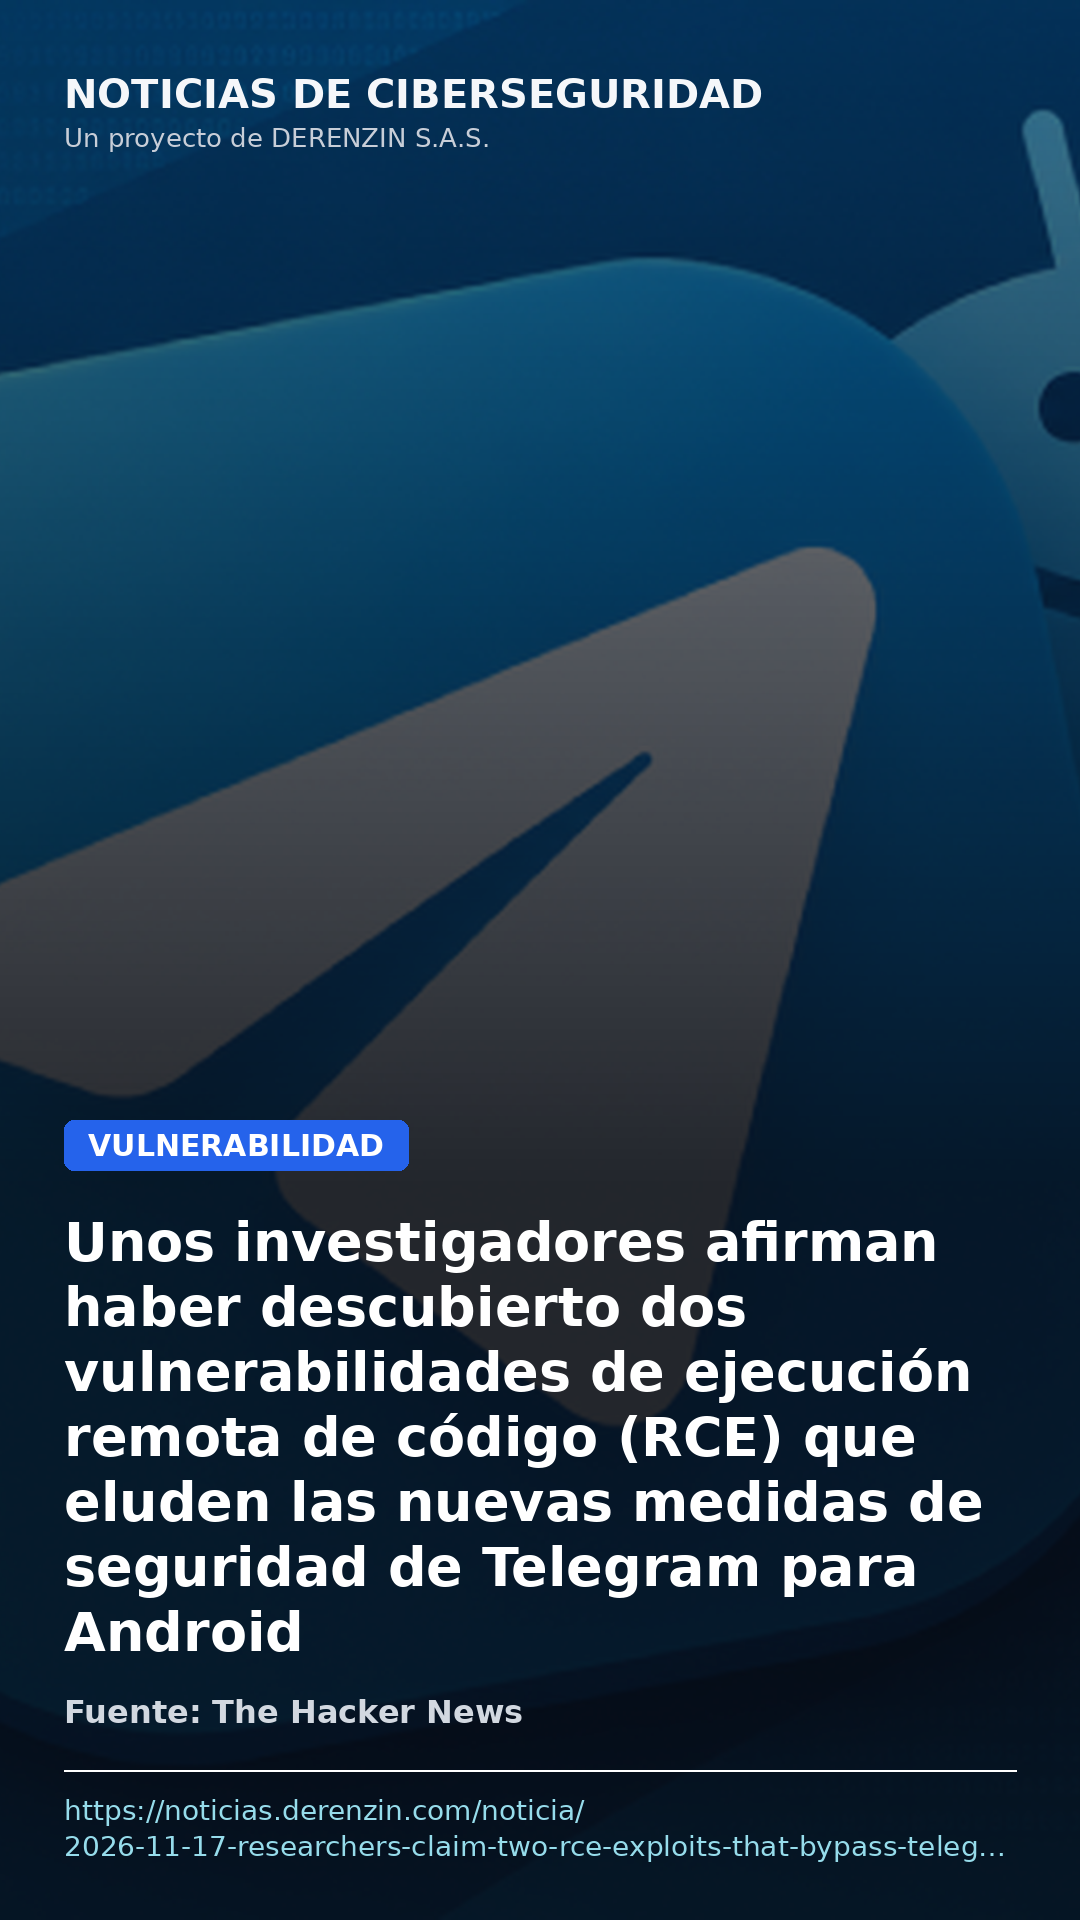 NOTICIAS DE CIBERSEGURIDAD
Un proyecto de DERENZIN S.A.S.
VULNERABILIDAD
Unos investigadores afirman
haber descubierto dos
vulnerabilidades de ejecución
remota de código (RCE) que
eluden las nuevas medidas de
seguridad de Telegram para
Android
Fuente: The Hacker News
https://noticias.derenzin.com/noticia/
2026-11-17-researchers-claim-two-rce-exploits-that-bypass-teleg...